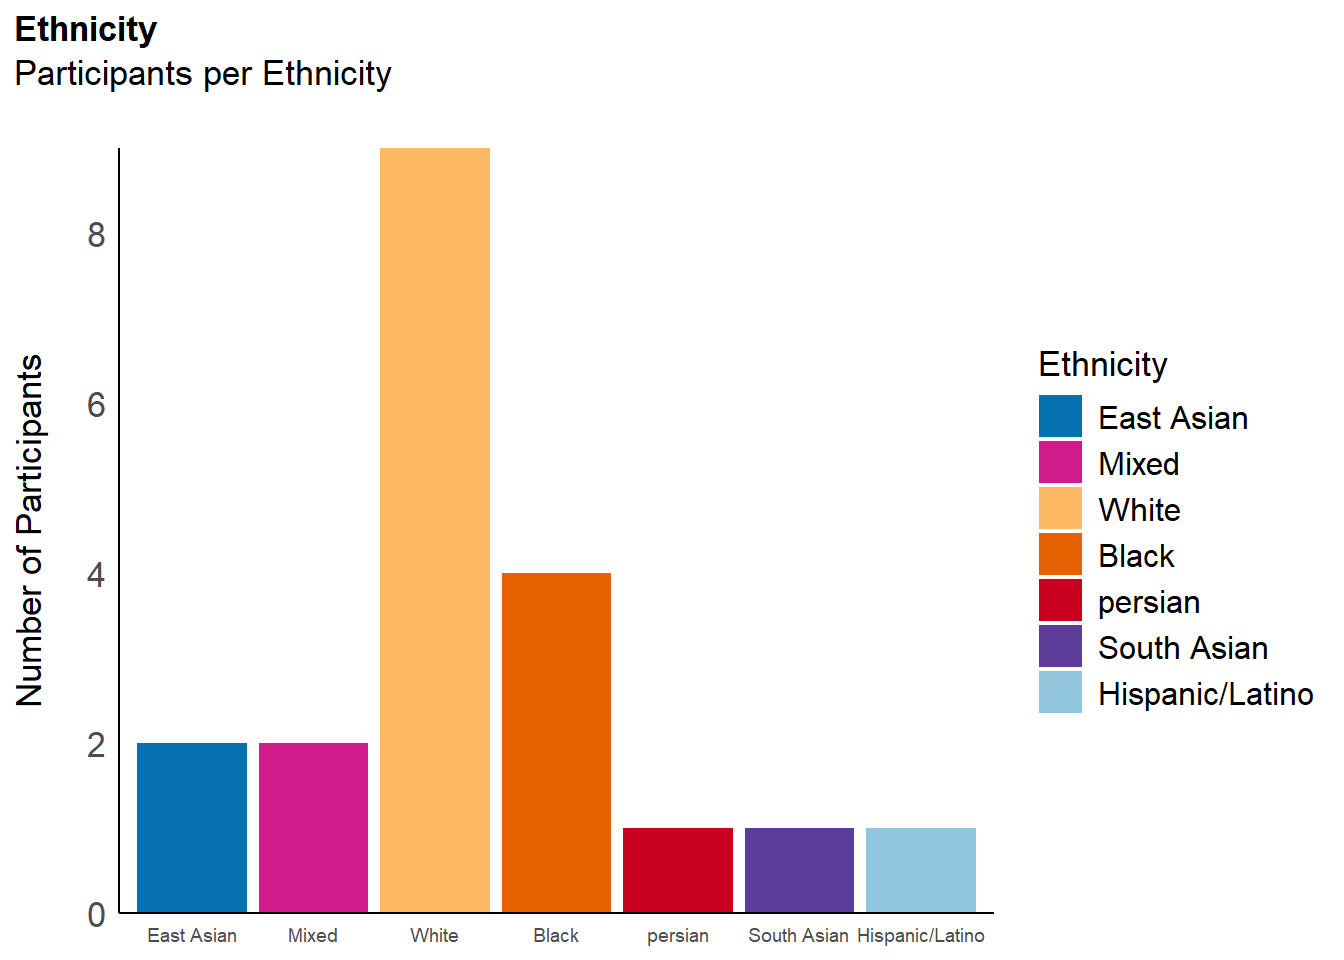 Ethnicity
Participants per Ethnicity
Number of Participants
8
6
4
2
0
East Asian
Mixed
White
Black
persian
South Asian
Hispanic/Latino
Ethnicity
East Asian
Mixed
White
Black
persian
South Asian
Hispanic/Latino